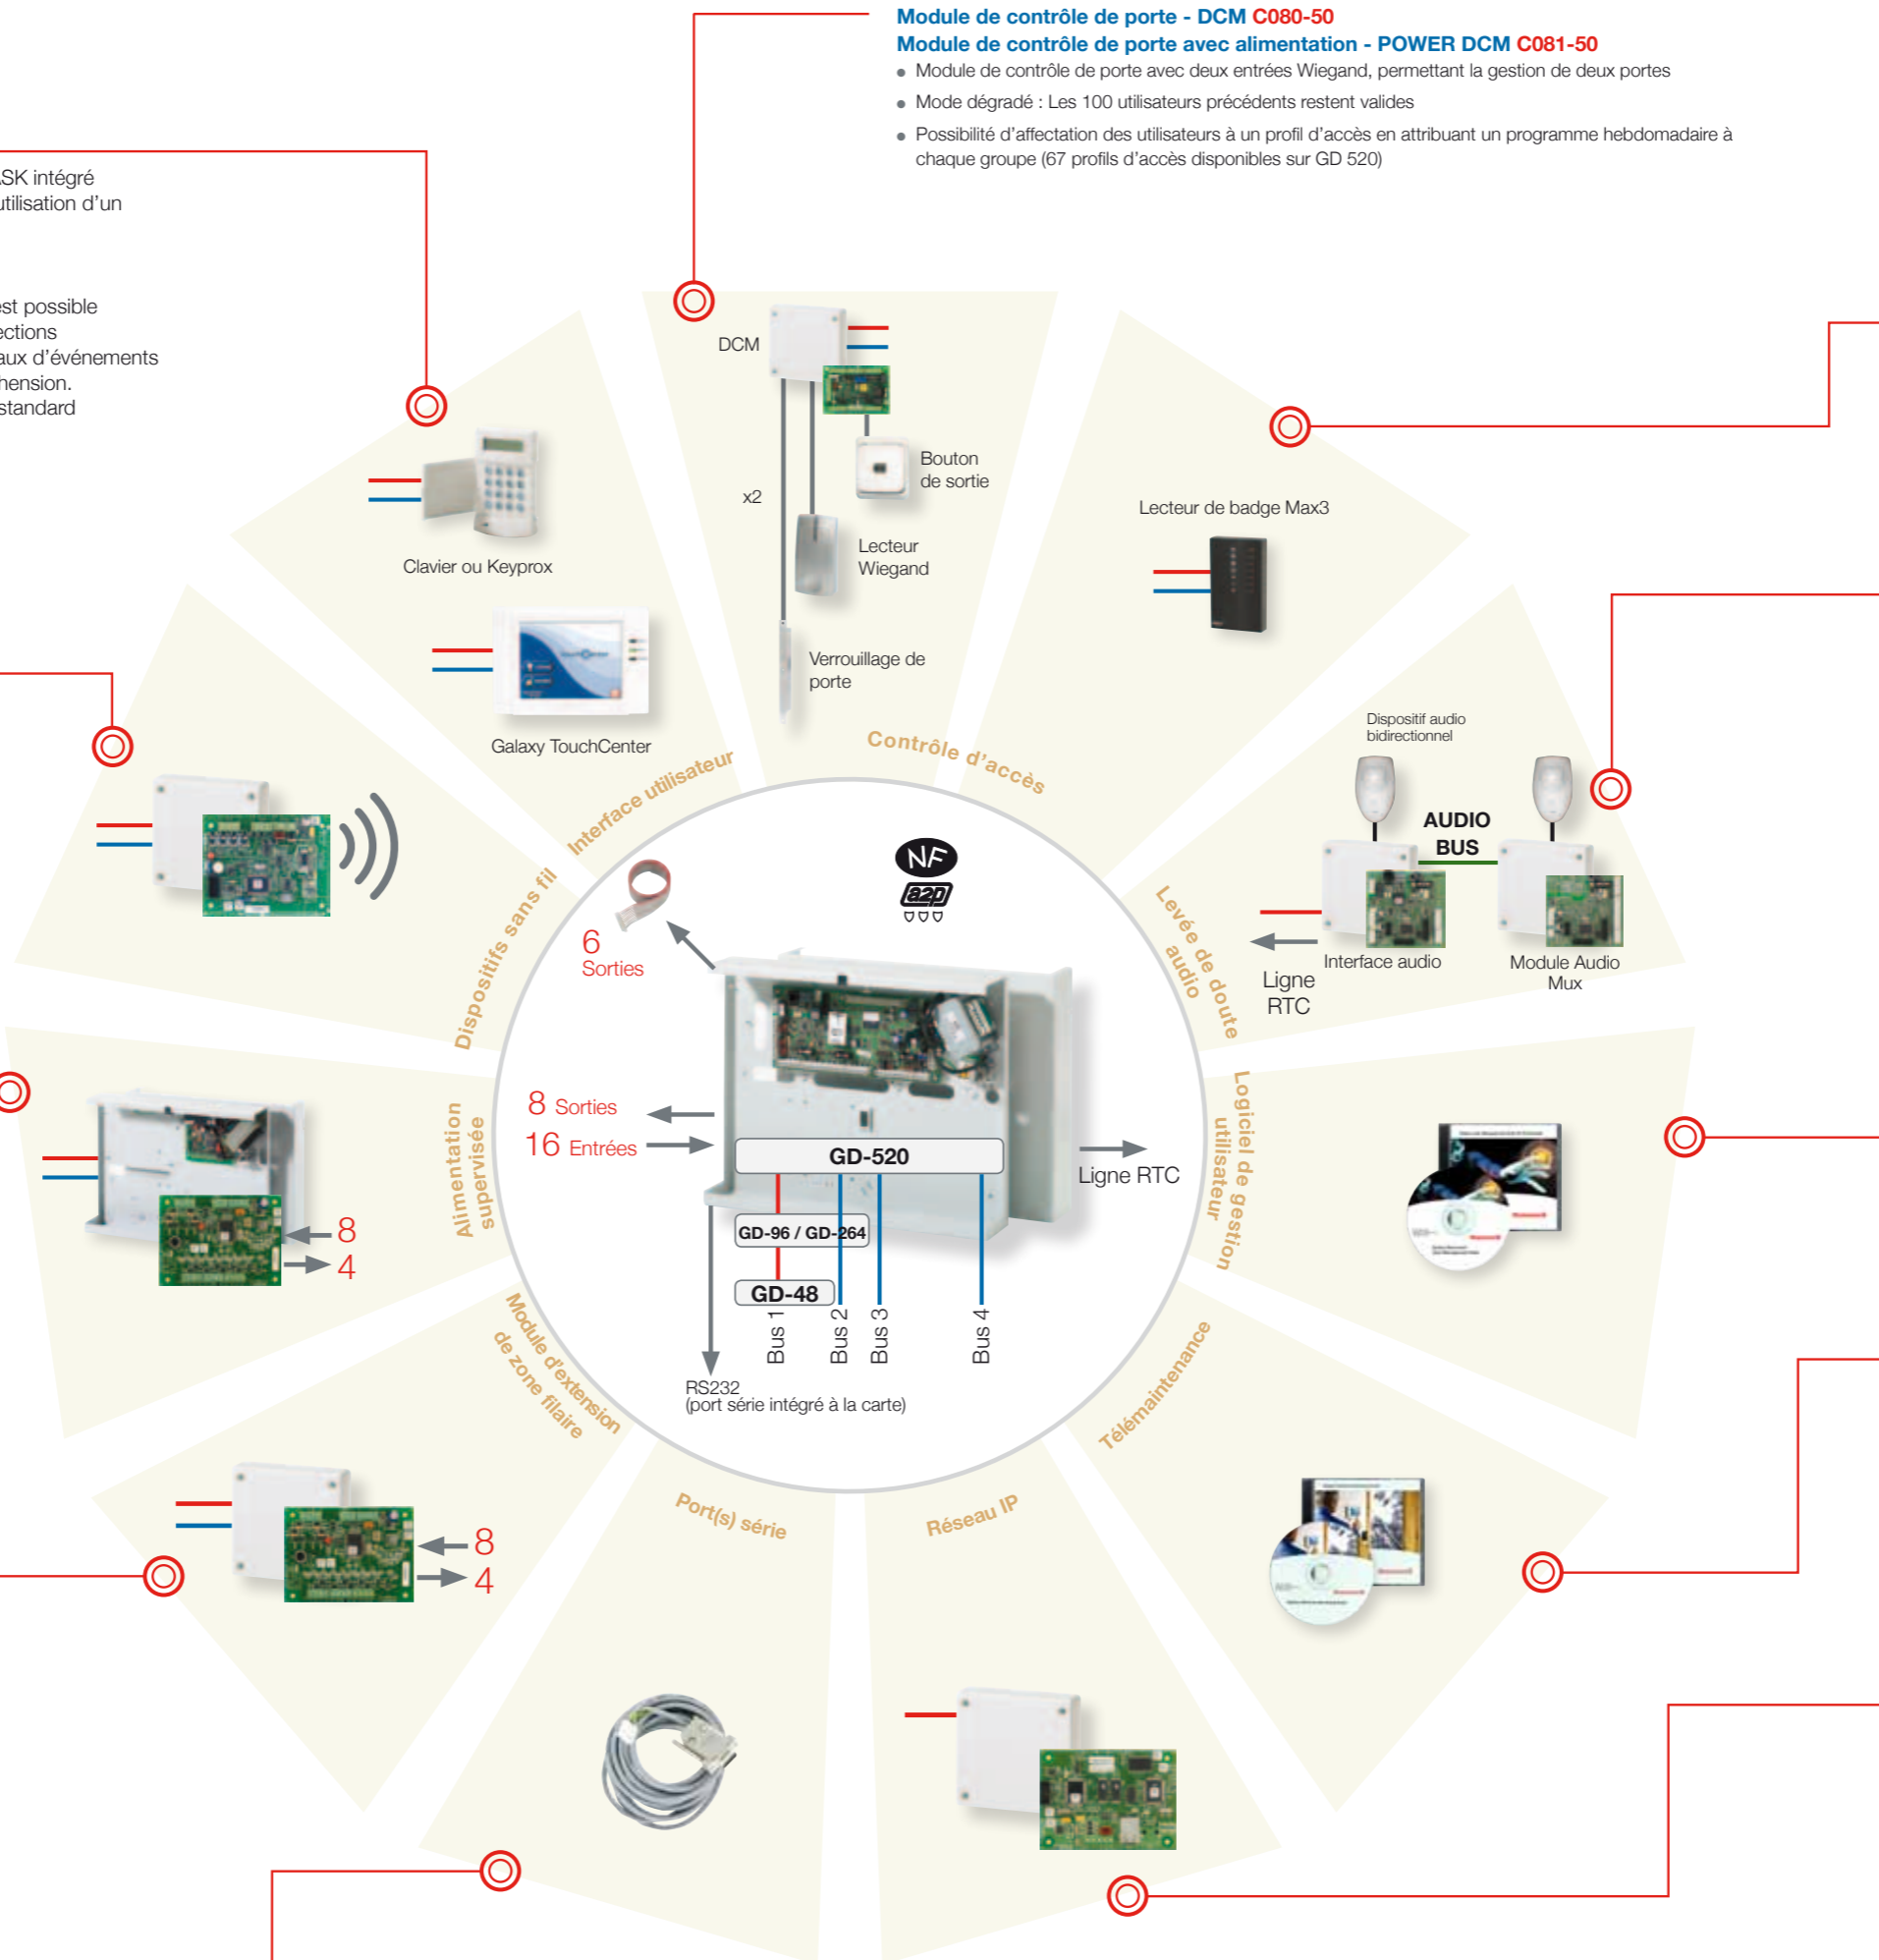 Module de contrôle de porte - DCM C080-50
Module de contrôle de porte avec alimentation - POWER DCM C081-50
• Module de contrôle de porte avec deux entrées Wiegand, permettant la gestion de deux portes
• Mode dégradé : Les 100 utilisateurs précédents restent valides
• Possibilité d'affectation des utilisateurs à un profil d'accès en attribuant un programme hebdomadaire à
chaque groupe (67 profils d'accès disponibles sur GD 520)
ASK intégré
utilisation d'un
est possible
ections
aux d'événements
hension.
standard
DCM
x2
Bouton
de sortie
Lecteur
Wiegand
Verrouillage de
porte
Clavier ou Keyprox
Galaxy TouchCenter
Lecteur de badge Max3
Dispositif audio
bidirectionnel
AUDIO
BUS
Interface audio
Module Audio
Mux
Ligne
RTC
Contrôle d'accès
Interface utilisateur
Dispositifs sans fil
Levée de doute
audio
Alimentation
supervisée
Logiciel de gestion
utilisateur
Module d'extension
de zone filaire
Télémaintenance
Port(s) série
Réseau IP
NF
a2p
6
Sorties
8 Sorties
16 Entrées
GD-520
Ligne RTC
GD-96 / GD-264
GD-48
Bus 1
Bus 2
Bus 3
Bus 4
RS232
(port série intégré à la carte)
8
4
8
4